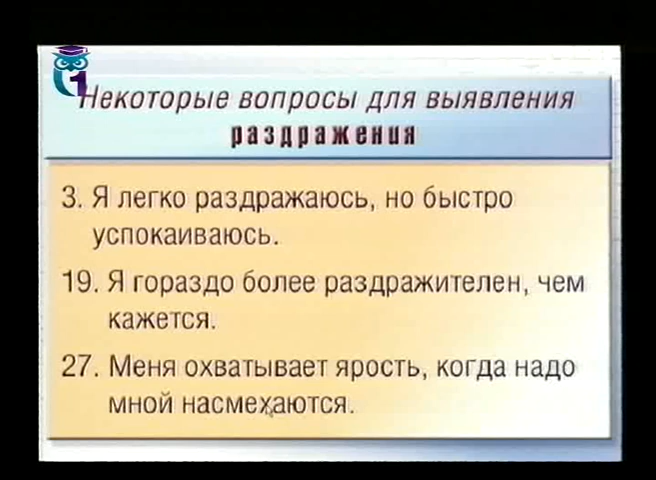 1
Некоторые вопросы для выявления
раздражения
3. Я легко раздражаюсь, но быстро
успокаиваюсь.
19. Я гораздо более раздражителен, чем
кажется.
27. Меня охватывает ярость, когда надо
мной насмехаются.